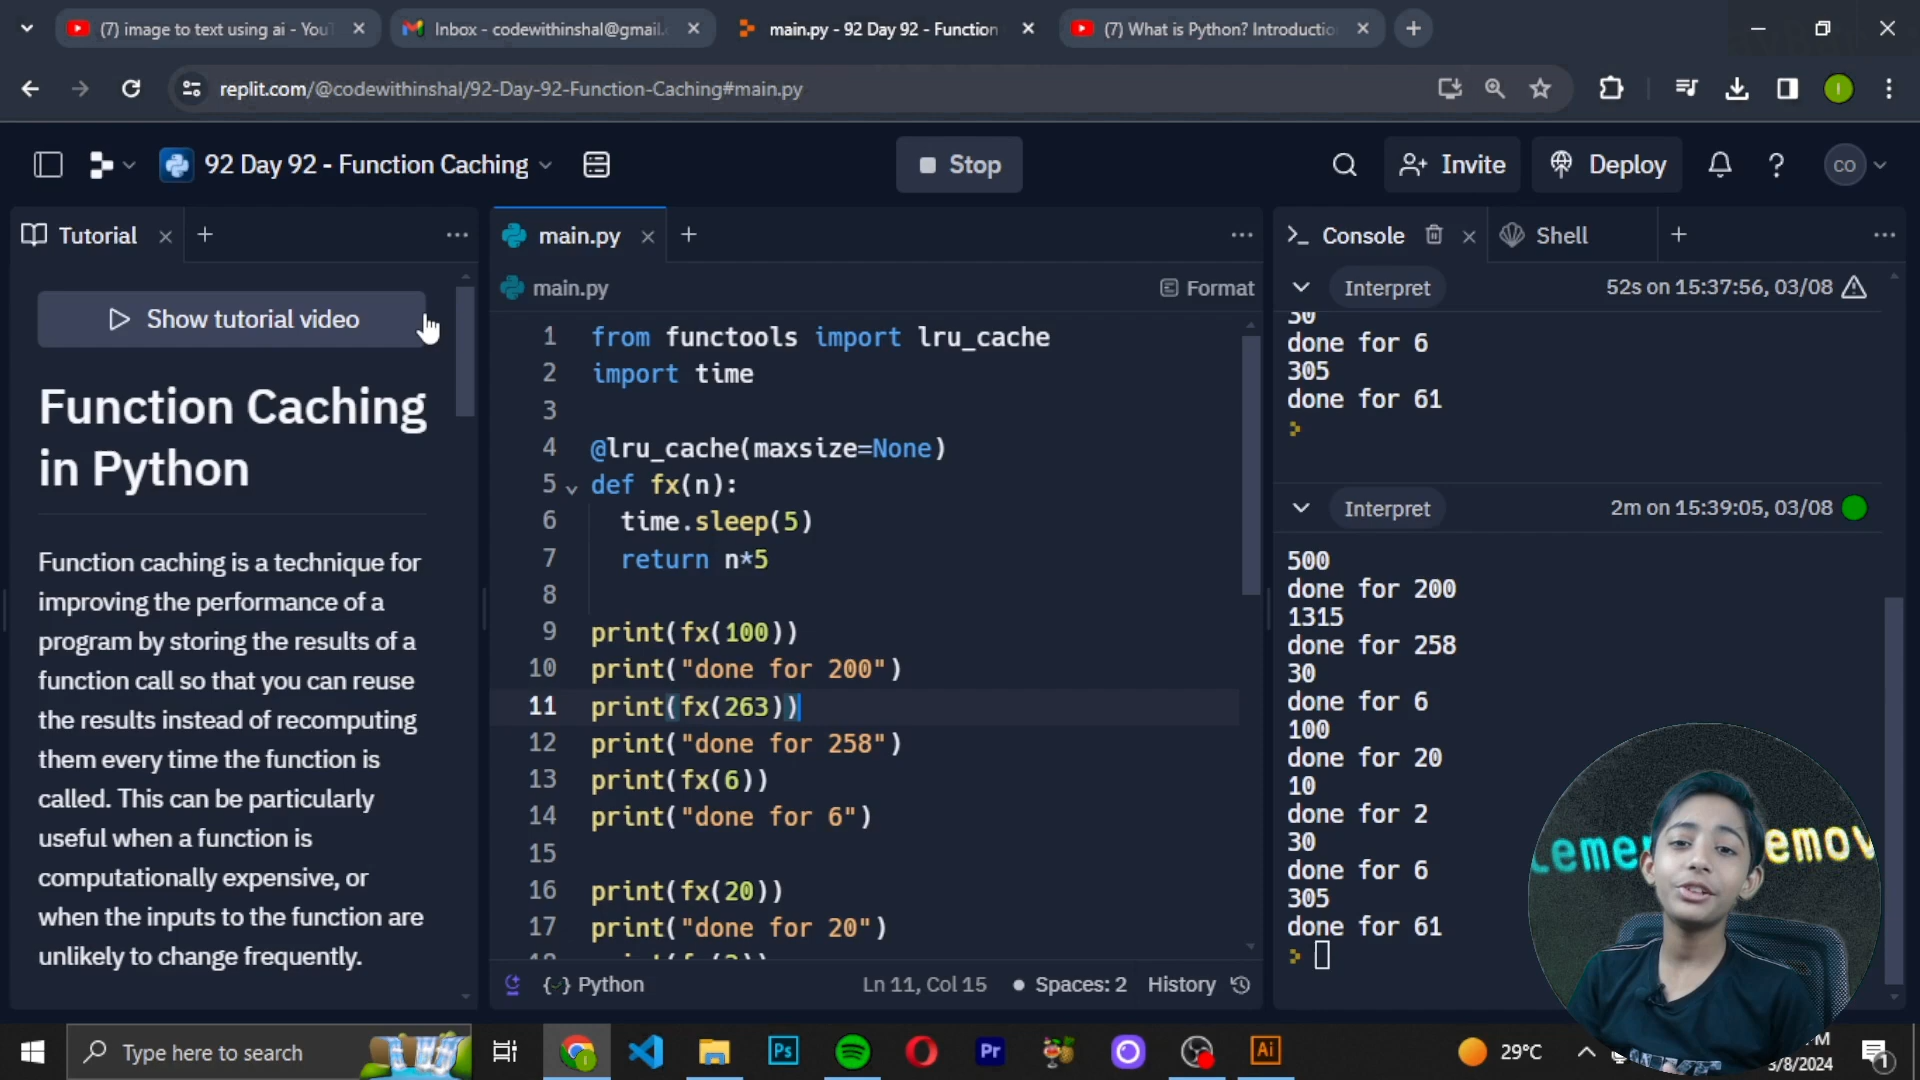 (7) image to text using ai - You
Inbox - codewithinshal@gmail.
main.py - 92 Day 92 - Function
(7) What is Python? Introductio
replit.com/@codewithinshal/92-Day-92-Function-Caching#main.py
92 Day 92 - Function Caching
Stop
Invite
Deploy
CO
Tutorial
main.py
Console
Shell
Show tutorial video
Function Caching
in Python
Function caching is a technique for
improving the performance of a
program by storing the results of a
function call so that you can reuse
the results instead of recomputing
them every time the function is
called. This can be particularly
useful when a function is
computationally expensive, or
when the inputs to the function are
unlikely to change frequently.
main.py
Format
1 from functools import lru_cache
2 import time
3
4 @lru_cache(maxsize=None)
5 def fx(n):
6 time.sleep(5)
7 return n*5
8
9 print(fx(100))
10 print("done for 200")
11 print(fx(263))
12 print("done for 258")
13 print(fx(6))
14 print("done for 6")
15
16 print(fx(20))
17 print("done for 20")
Python
Ln 11, Col 15
Spaces: 2
History
Interpret
52s on 15:37:56, 03/08
30
done for 6
305
done for 61
Interpret
2m on 15:39:05, 03/08
500
done for 200
1315
done for 258
30
done for 6
100
done for 20
10
done for 2
30
done for 6
305
done for 61
Type here to search
Ps
Pr
Ai
29°C
3/8/2024
1